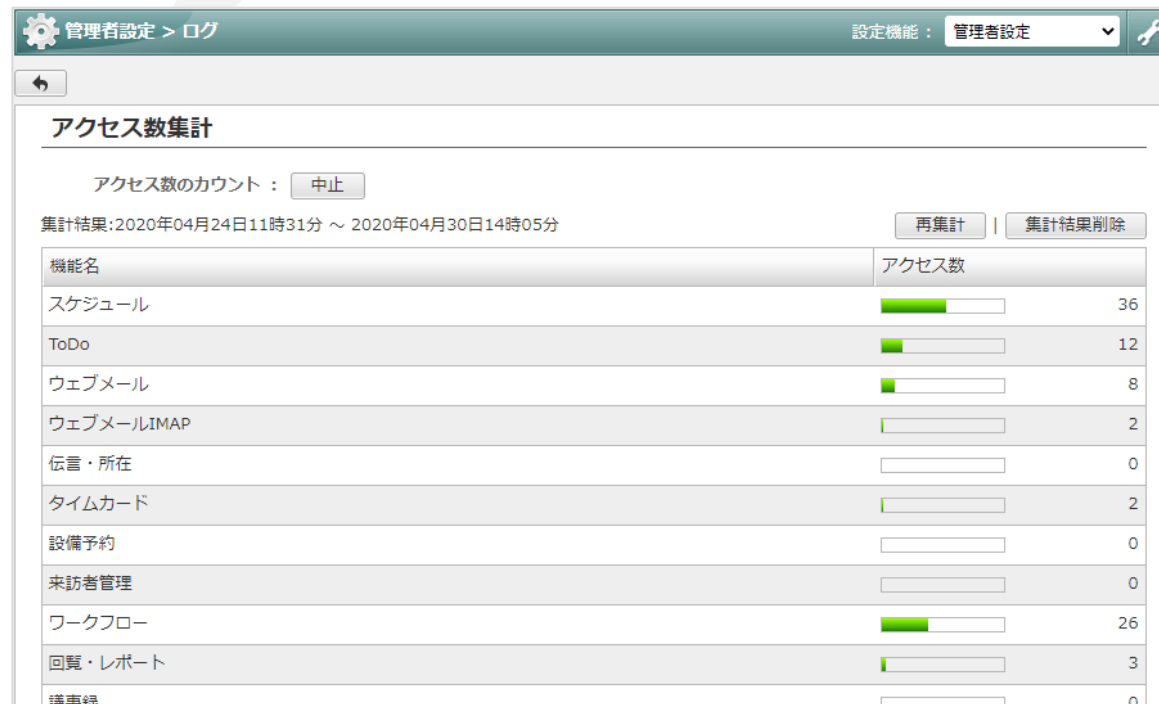 管理者設定 > ログ 設定機能： 管理者設定
アクセス数集計
アクセス数のカウント： 中止
集計結果:2020年04月24日11時31分 ～ 2020年04月30日14時05分 再集計 | 集計結果削除
機能名 アクセス数
スケジュール 36
ToDo 12
ウェブメール 8
ウェブメールIMAP 2
伝言・所在 0
タイムカード 2
設備予約 0
来訪者管理 0
ワークフロー 26
回覧・レポート 3
議事録 0